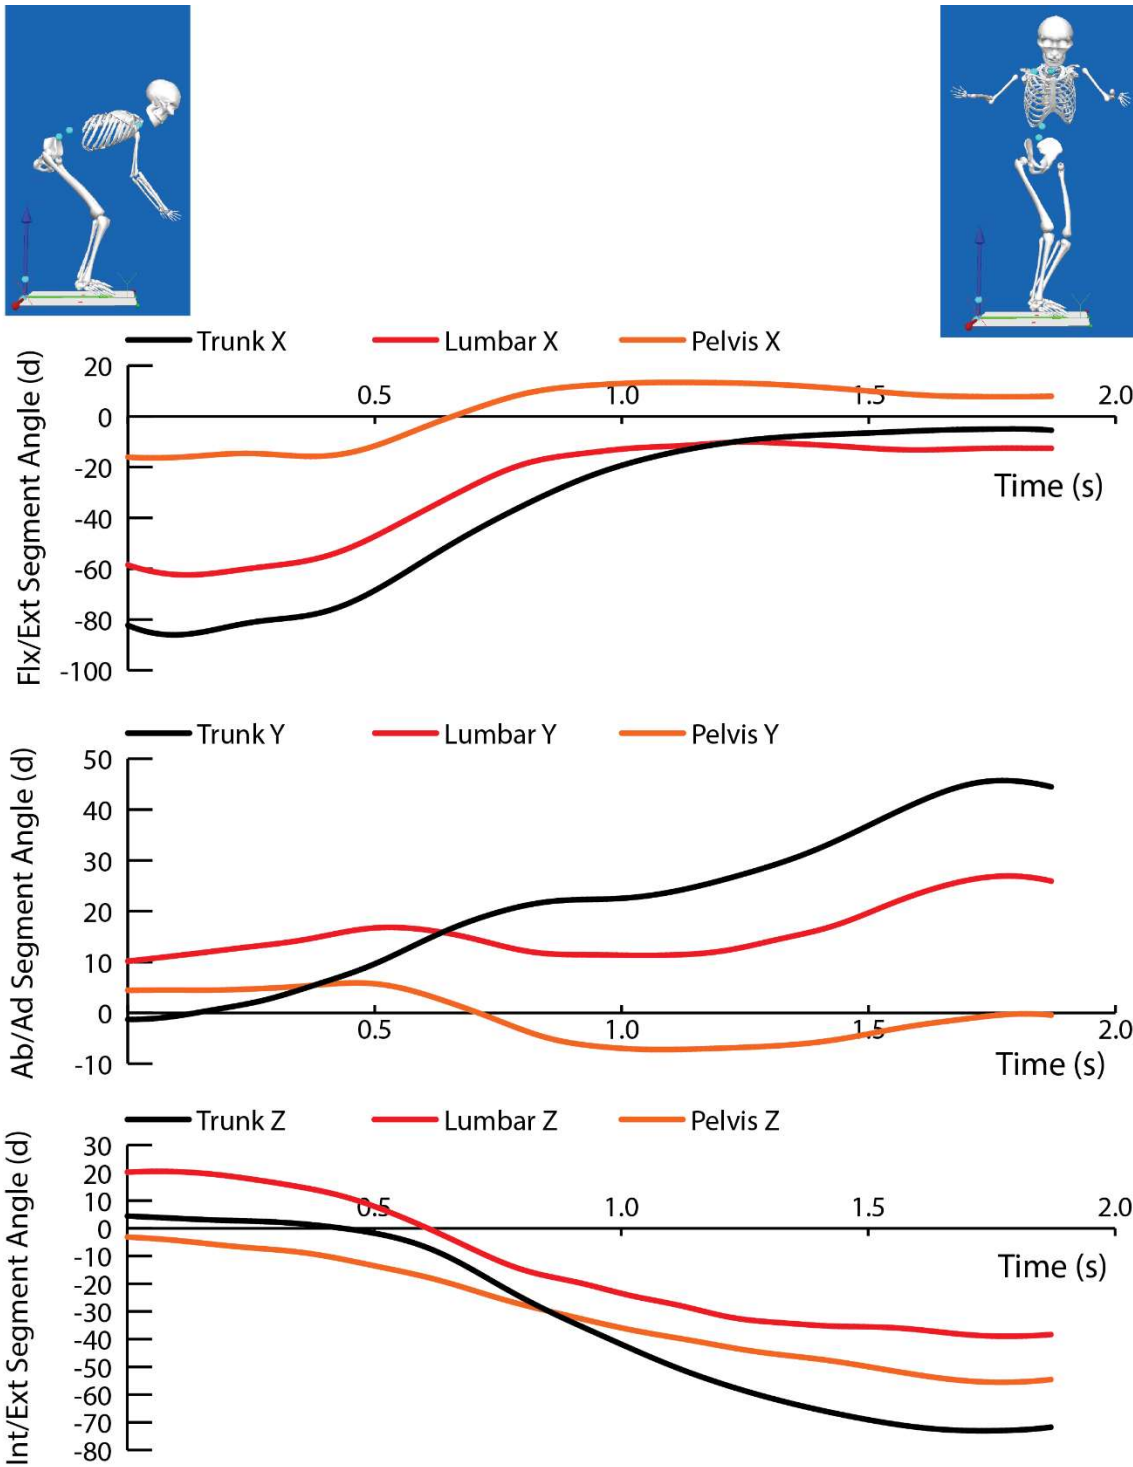 Trunk X Lumbar X Pelvis X
Flx/Ext Segment Angle (d)
20
0
-20
-40
-60
-80
-100
0.5 1.0 1.5 2.0
Time (s)
Trunk Y Lumbar Y Pelvis Y
Ab/Ad Segment Angle (d)
50
40
30
20
10
0
-10
0.5 1.0 1.5 2.0
Time (s)
Trunk Z Lumbar Z Pelvis Z
Int/Ext Segment Angle (d)
30
20
10
0
-10
-20
-30
-40
-50
-60
-70
-80
0.5 1.0 1.5 2.0
Time (s)